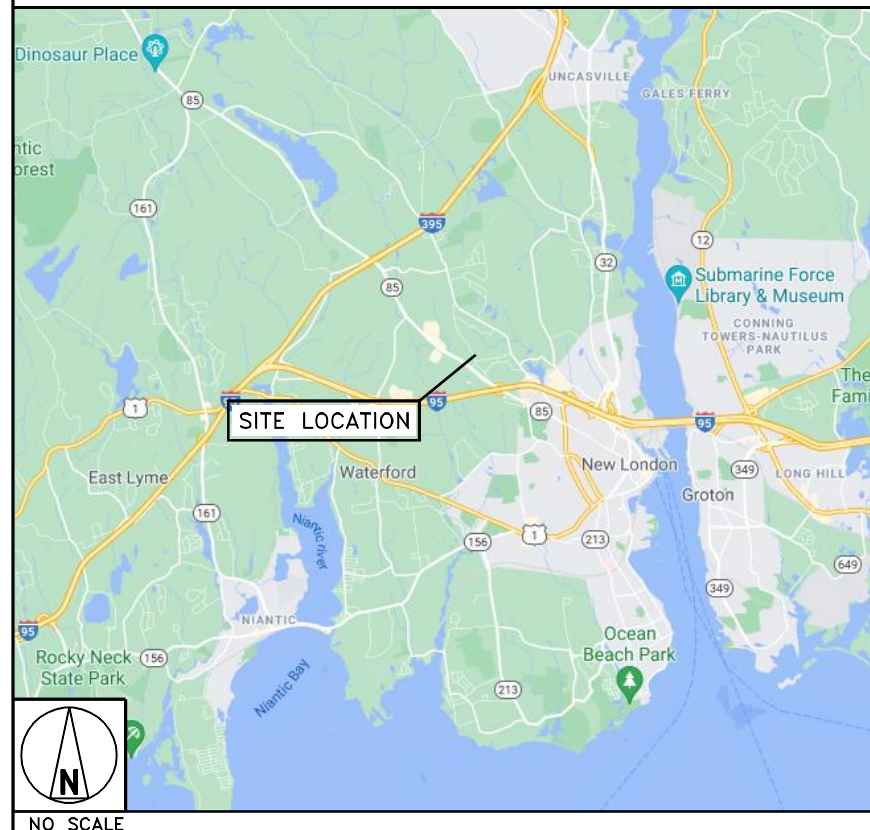 Dinosaur Place
UNCASVILLE
GALES FERRY
85
ntic
orest
161
395
12
32
Submarine Force
Library & Museum
85
CONNING
TOWERS-NAUTILUS
PARK
The
Fami
1
95
SITE LOCATION
85
95
East Lyme
Waterford
New London
349
LONG HILL
Groton
161
Niantic river
156
1
213
649
349
95
NIANTIC
Rocky Neck
State Park
156
Ocean
Beach Park
Niantic Bay
213
N
NO SCALE